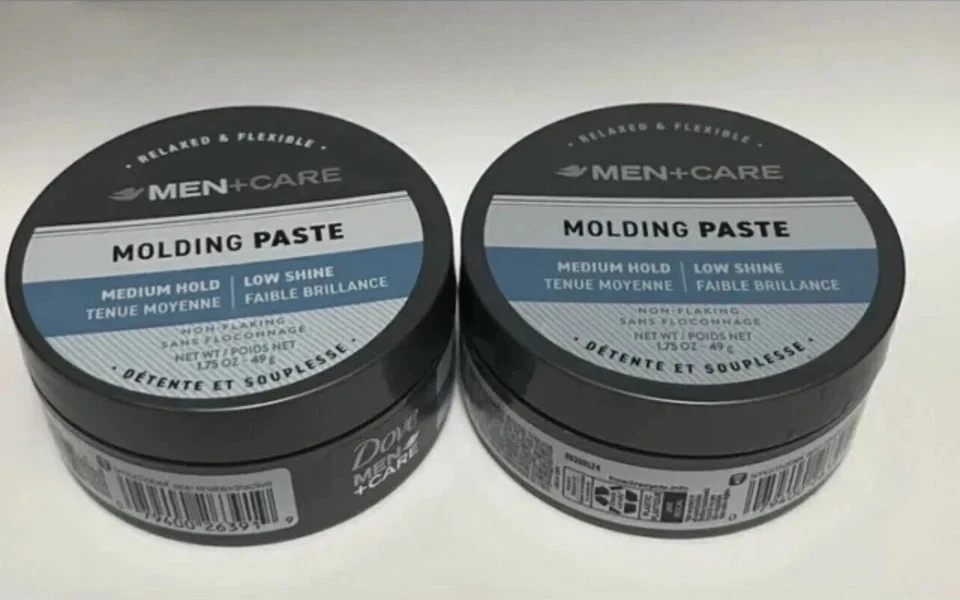 • RELAXED & FLEXIBLE •
MEN+CARE
MOLDING PASTE
MEDIUM HOLD | LOW SHINE
TENUE MOYENNE | FAIBLE BRILLANCE
NON-FLAKING
SANS FLOCONNAGE
NET WT / POIDS NET
1.75 OZ - 49 g
• DÉTENTE ET SOUPLESSE •
Dove
MEN
+CARE
79400 26391 9
• RELAXED & FLEXIBLE •
MEN+CARE
MOLDING PASTE
MEDIUM HOLD | LOW SHINE
TENUE MOYENNE | FAIBLE BRILLANCE
NON-FLAKING
SANS FLOCONNAGE
NET WT / POIDS NET
1.75 OZ - 49 g
• DÉTENTE ET SOUPLESSE •